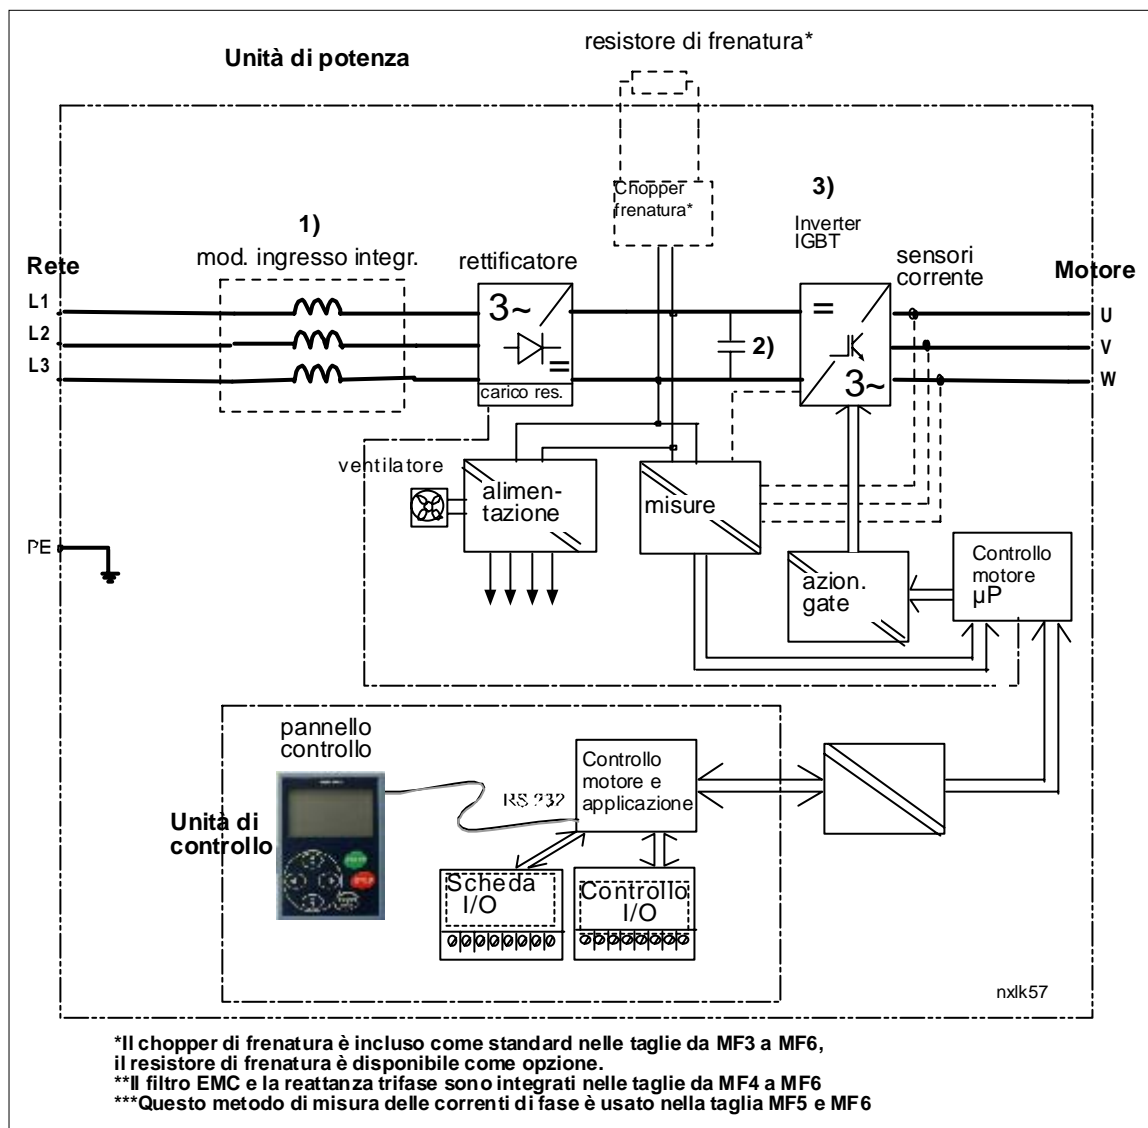 resistore di frenatura*
Unità di potenza
Chopper
frenatura*
3)
1)
Inverter
IGBT
mod. ingresso integr.
rettificatore
sensori
corrente
Rete
Motore
L1
3~
=
U
L2
2)
V
L3
=
3~
W
carico res.
ventilatore
alimen-
tazione
misure
PE
Controllo
motore
µP
azion.
gate
pannello
controllo
Controllo
motore e
applicazione
RS 232
Unità di
controllo
Scheda
I/O
Controllo
I/O
nxlk57
*Il chopper di frenatura è incluso come standard nelle taglie da MF3 a MF6,
il resistore di frenatura è disponibile come opzione.
**Il filtro EMC e la reattanza trifase sono integrati nelle taglie da MF4 a MF6
***Questo metodo di misura delle correnti di fase è usato nella taglia MF5 e MF6